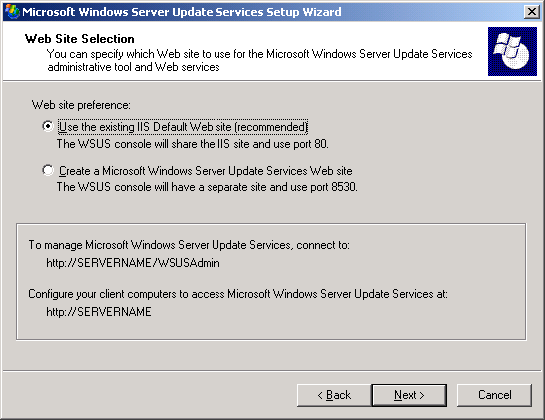 Microsoft Windows Server Update Services Setup Wizard
Web Site Selection
You can specify which Web site to use for the Microsoft Windows Server Update Services
administrative tool and Web services
Web site preference:
Use the existing IIS Default Web site (recommended)
The WSUS console will share the IIS site and use port 80.
Create a Microsoft Windows Server Update Services Web site
The WSUS console will have a separate site and use port 8530.
To manage Microsoft Windows Server Update Services, connect to:
http://SERVERNAME/WSUSAdmin
Configure your client computers to access Microsoft Windows Server Update Services at:
http://SERVERNAME
< Back Next > Cancel